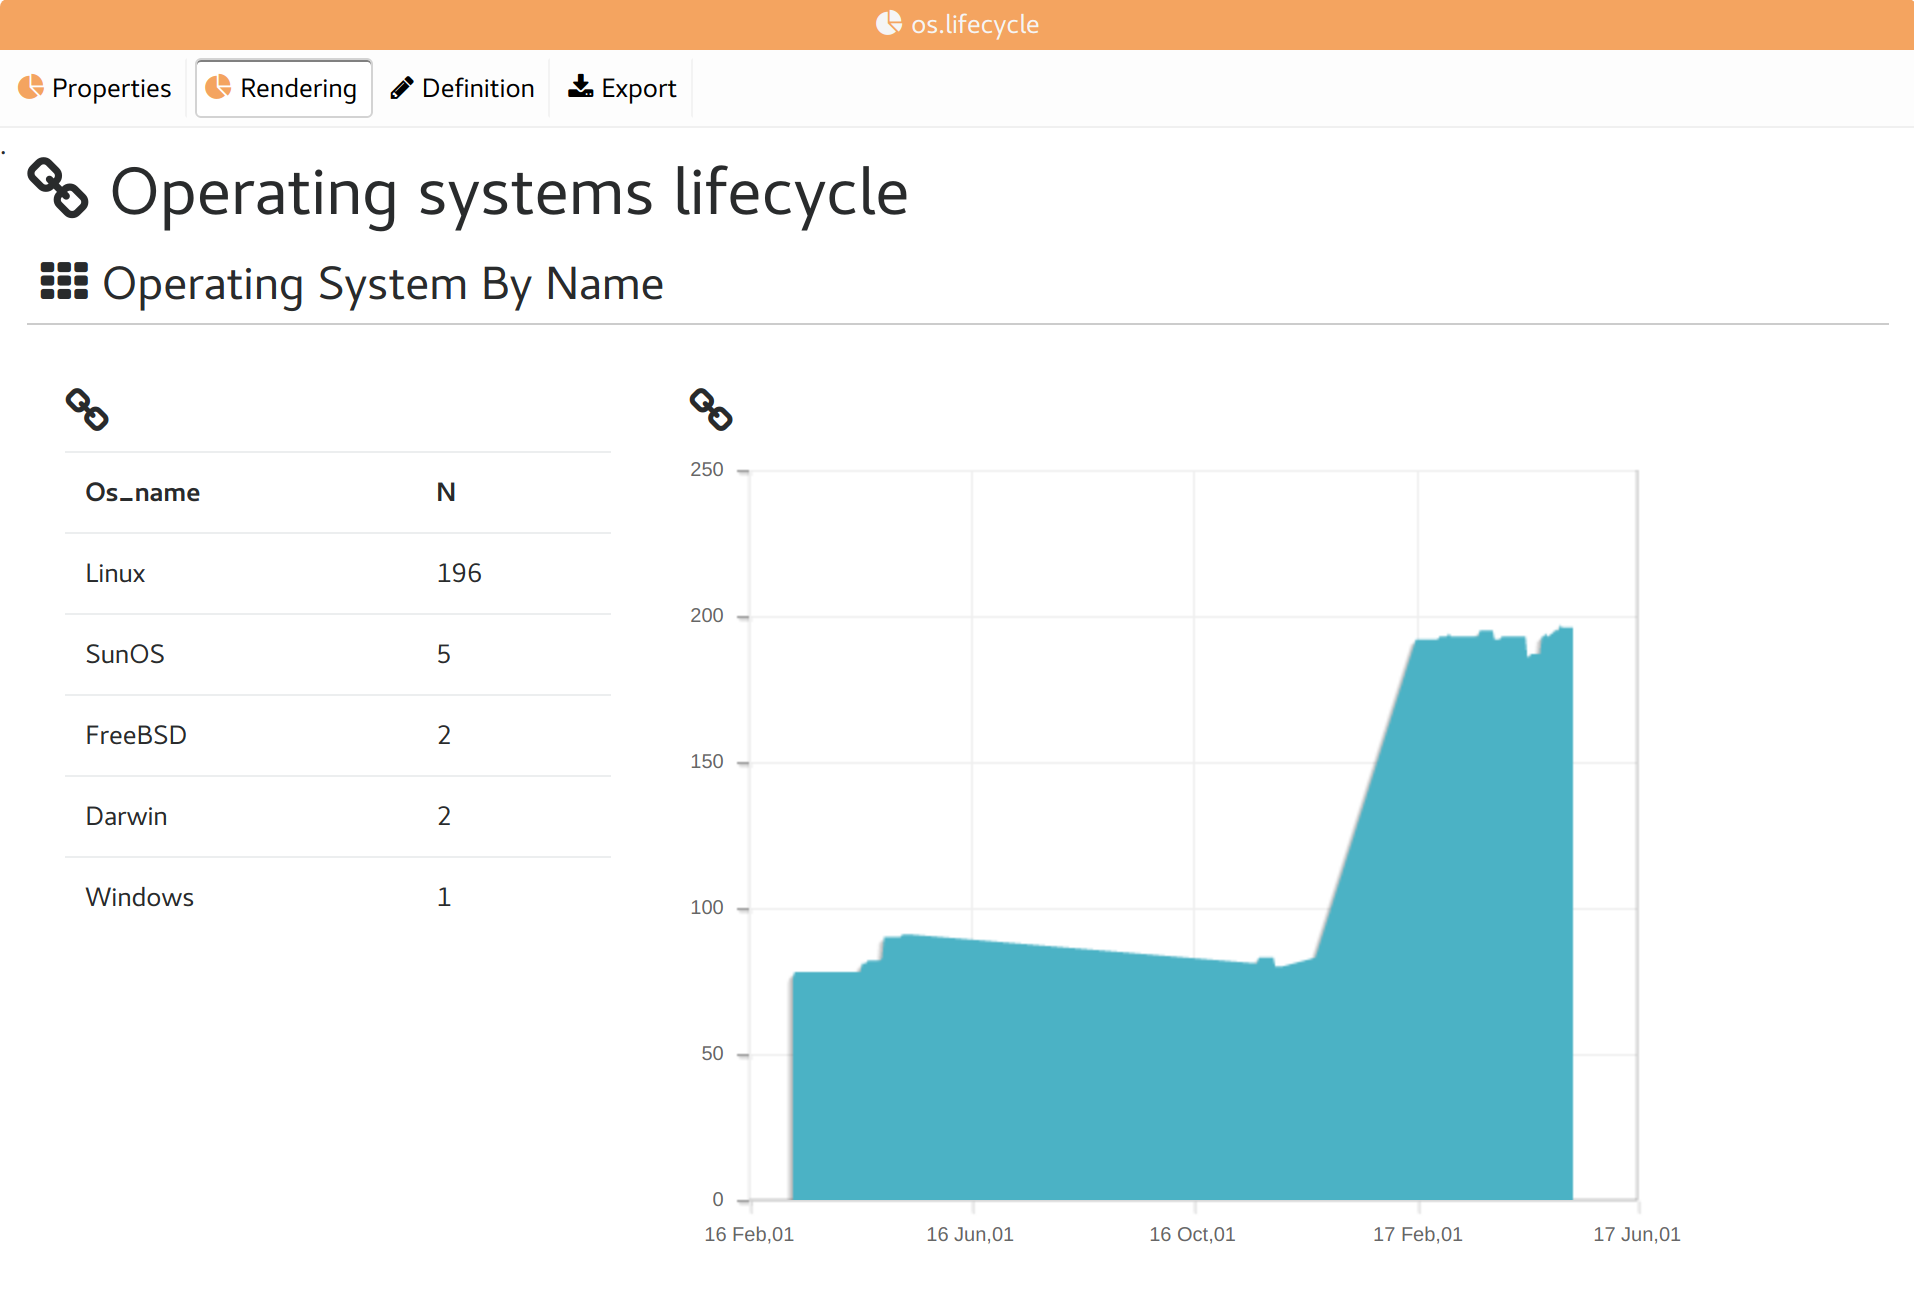 os.lifecycle
Properties Rendering Definition Export
Operating systems lifecycle
Operating System By Name
Os_name N
Linux 196
SunOS 5
FreeBSD 2
Darwin 2
Windows 1
250
200
150
100
50
0
16 Feb,01 16 Jun,01 16 Oct,01 17 Feb,01 17 Jun,01